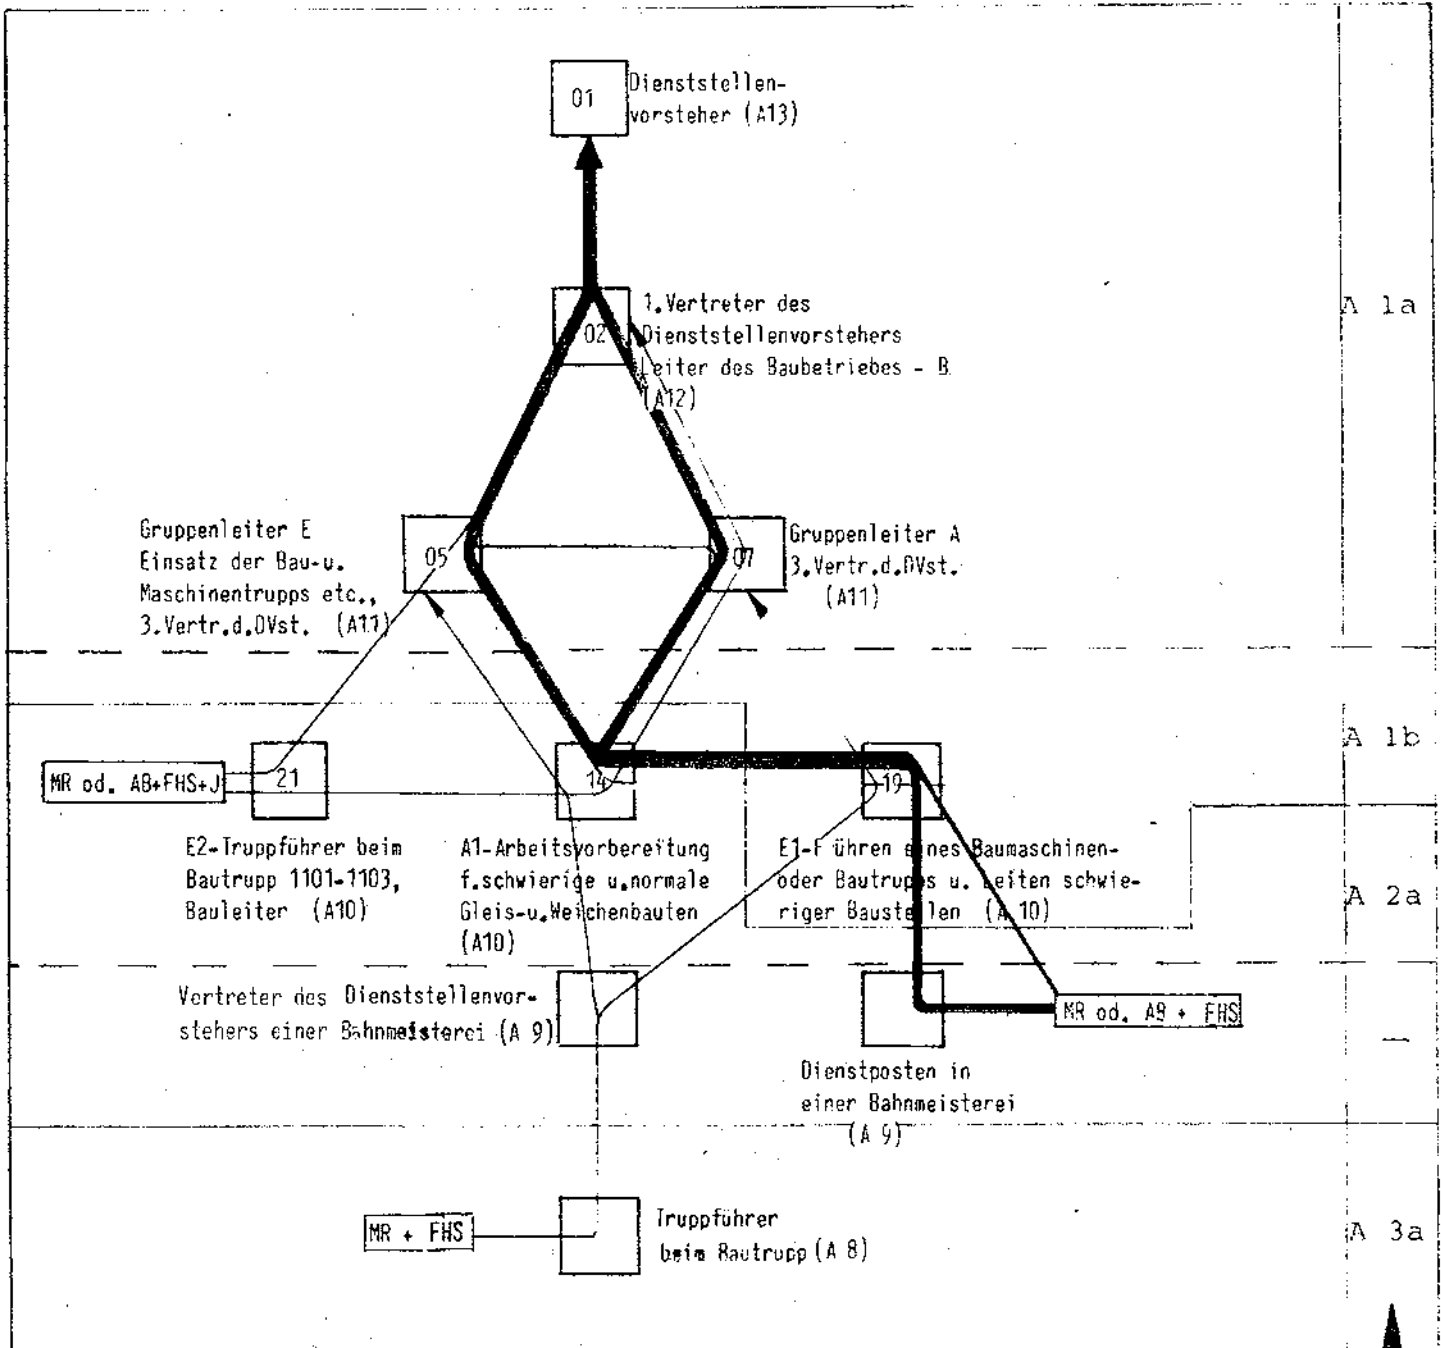 01
Dienststellen-
vorsteher (A13)
A 1a
02
1.Vertreter des
Dienststellenvorstehers
Leiter des Baubetriebes - B
(A12)
Gruppenleiter E
Einsatz der Bau-u.
Maschinentrupps etc.,
3.Vertr.d.DVst. (A11)
05
07
Gruppenleiter A
3.Vertr.d.DVst.
(A11)
A 1b
MR od. AB+FHS+J
21
14
19
E2-Truppführer beim
Bautrupp 1101-1103,
Bauleiter (A10)
A1-Arbeitsvorbereitung
f.schwierige u.normale
Gleis-u.Weichenbauten
(A10)
E1-Führen eines Baumaschinen-
oder Bautrupps u. Leiten schwie-
riger Baustellen (A 10)
A 2a
Vertreter des Dienststellenvor-
stehers einer Bahnmeisterei (A 9)
MR od. AB + FHS
Dienstposten in
einer Bahnmeisterei
(A 9)
MR + FHS
Truppführer
beim Bautrupp (A 8)
A 3a